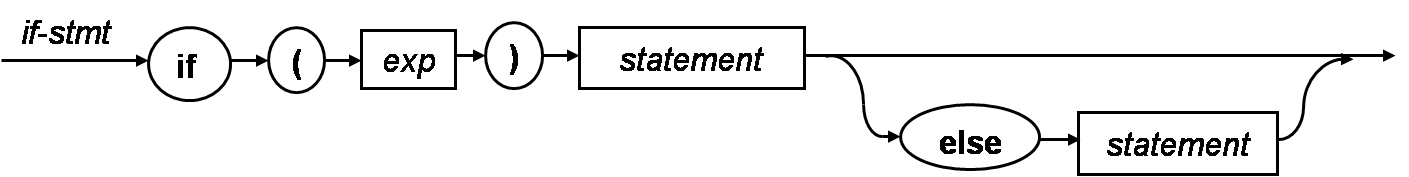 if-stmt
if ( exp ) statement
else statement